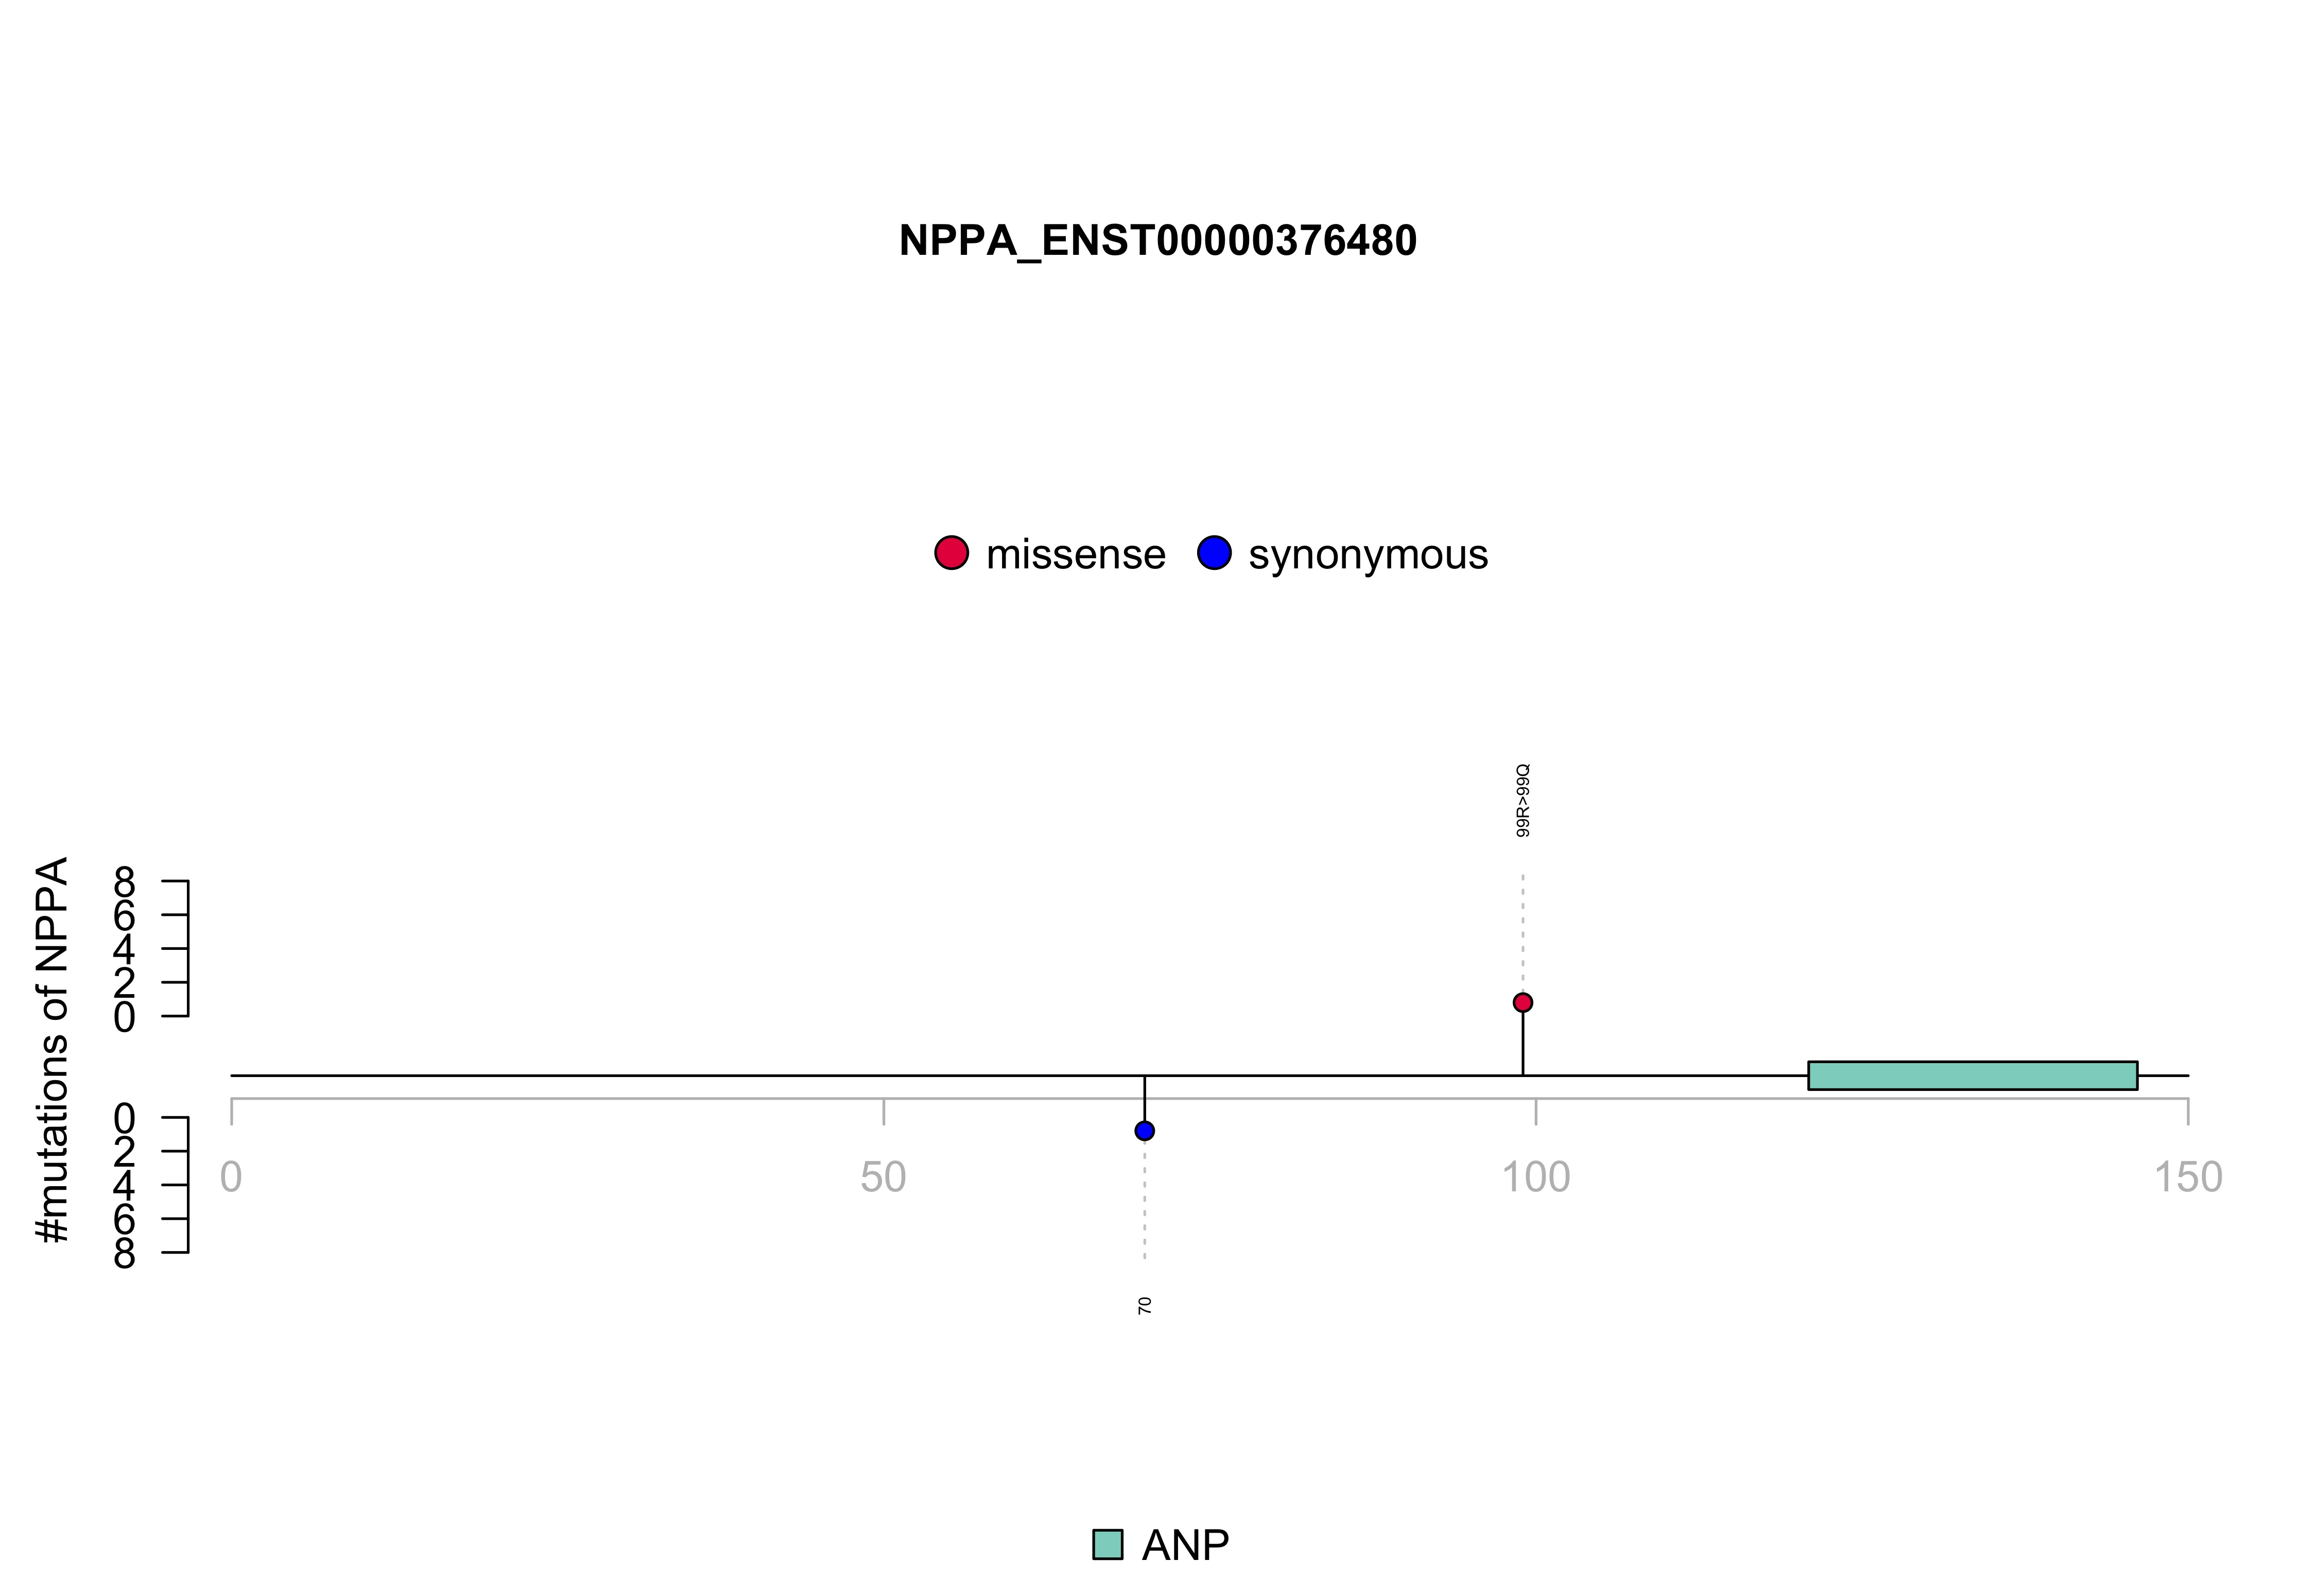 NPPA_ENST00000376480
missense synonymous
99R>99Q
#mutations of NPPA
8
6
4
2
0
0
2
4
6
8
0 50 100 150
70
ANP